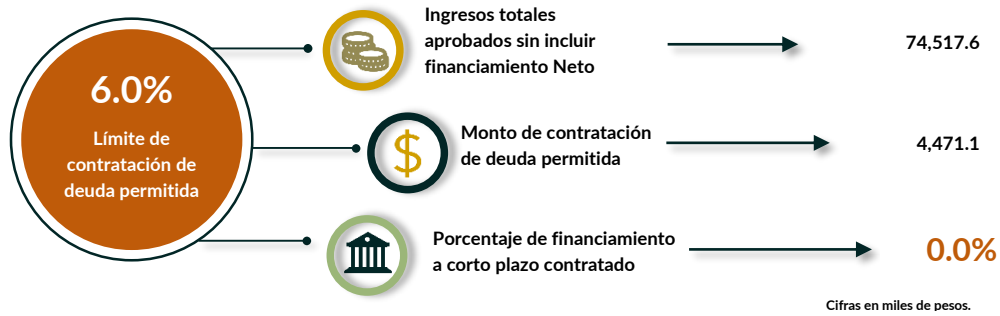 6.0%
Límite de
contratación de
deuda permitida
Ingresos totales
aprobados sin incluir
financiamiento Neto
74,517.6
$
Monto de contratación
de deuda permitida
4,471.1
Porcentaje de financiamiento
a corto plazo contratado
0.0%
Cifras en miles de pesos.